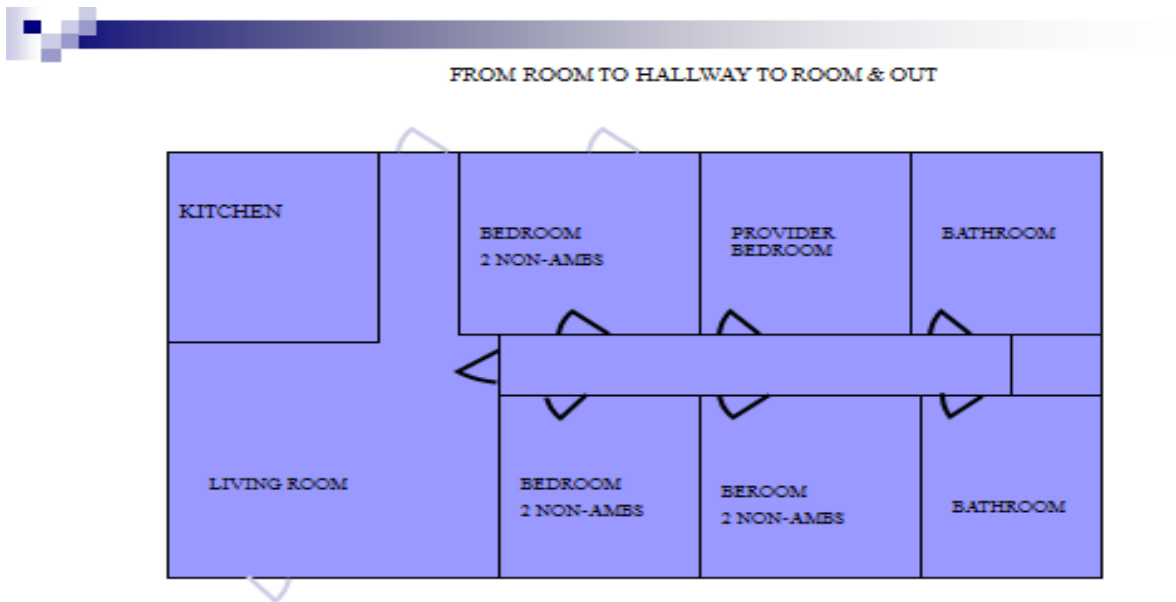 FROM ROOM TO HALLWAY TO ROOM & OUT
KITCHEN
BEDROOM
2 NON-AMBS
PROVIDER
BEDROOM
BATHROOM
LIVING ROOM
BEDROOM
2 NON-AMBS
BEROOM
2 NON-AMBS
BATHROOM